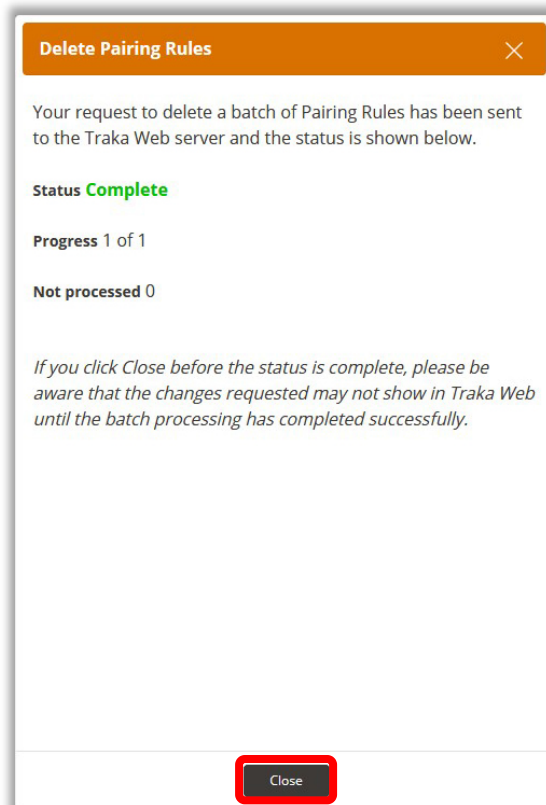 Delete Pairing Rules
Your request to delete a batch of Pairing Rules has been sent
to the Traka Web server and the status is shown below.
Status Complete
Progress 1 of 1
Not processed 0
If you click Close before the status is complete, please be
aware that the changes requested may not show in Traka Web
until the batch processing has completed successfully.
Close